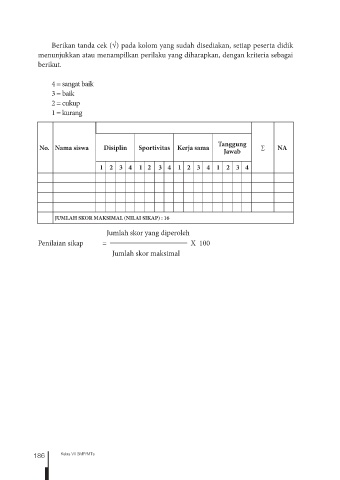 Berikan tanda cek (√) pada kolom yang sudah disediakan, setiap peserta didik
menunjukkan atau menampilkan perilaku yang diharapkan, dengan kriteria sebagai
berikut.
4 = sangat baik
3 = baik
2 = cukup
1 = kurang
No. Nama siswa Disiplin Sportivitas Kerja sama Tanggung Jawab ∑ NA
1 2 3 4 1 2 3 4 1 2 3 4 1 2 3 4
JUMLAH SKOR MAKSIMAL (NILAI SIKAP) : 16
Jumlah skor yang diperoleh
Penilaian sikap = X 100
Jumlah skor maksimal
186 Kelas VII SMP/MTs